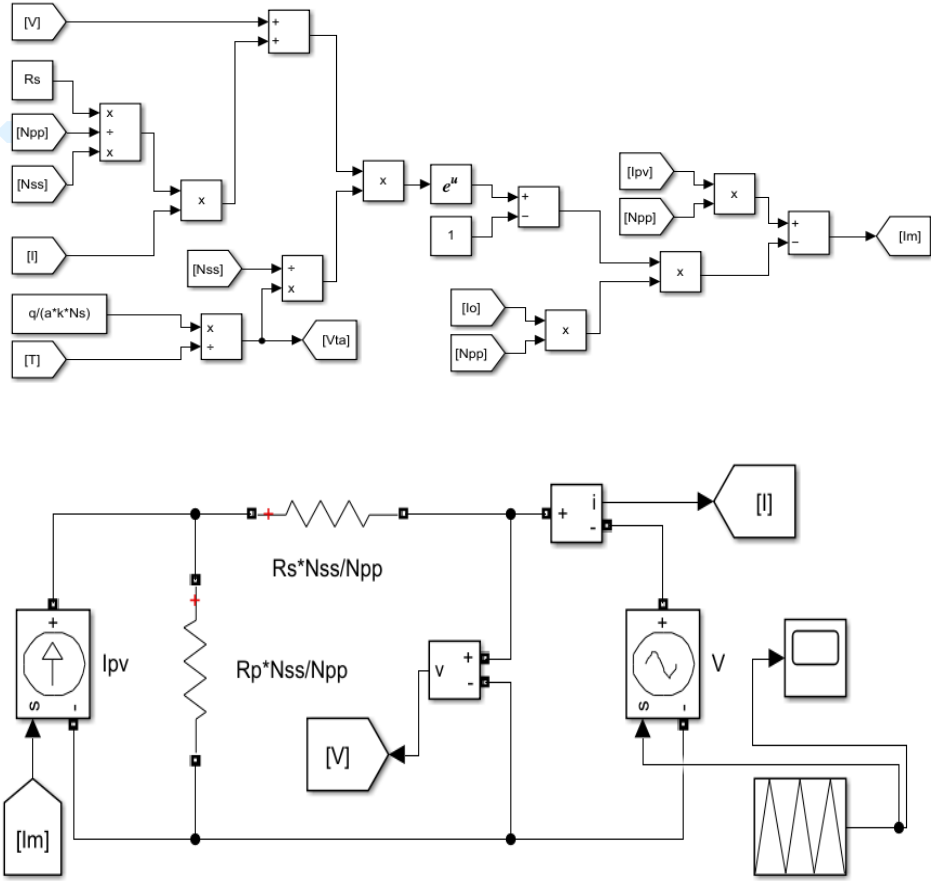 [V]
+
+
Rs
x
[Npp]
÷
[Nss]
x
x
[I]
x
e^u
+
−
1
[Ipv]
[Npp]
x
+
−
[Im]
[Nss]
÷
x
x
[Io]
[Npp]
x
q/(a*k*Ns)
x
[T]
÷
[Vta]
+
Rs*Nss/Npp
+ i
-
[I]
+
+
s -
Ipv
Rp*Nss/Npp
v +
-
+
s -
V
[V]
[Im]